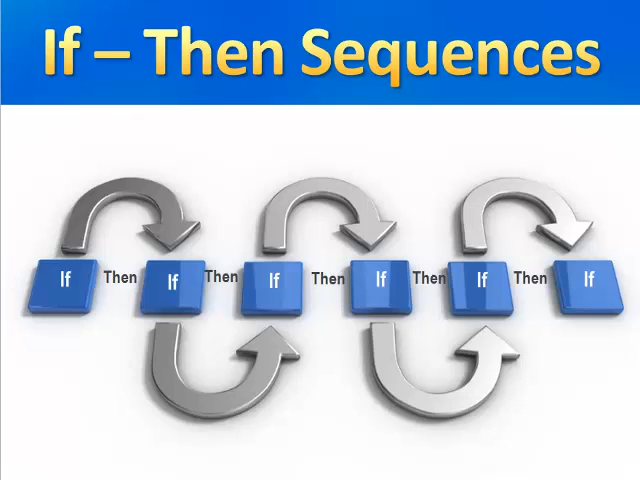 If – Then Sequences
If Then If Then If Then If Then If Then If